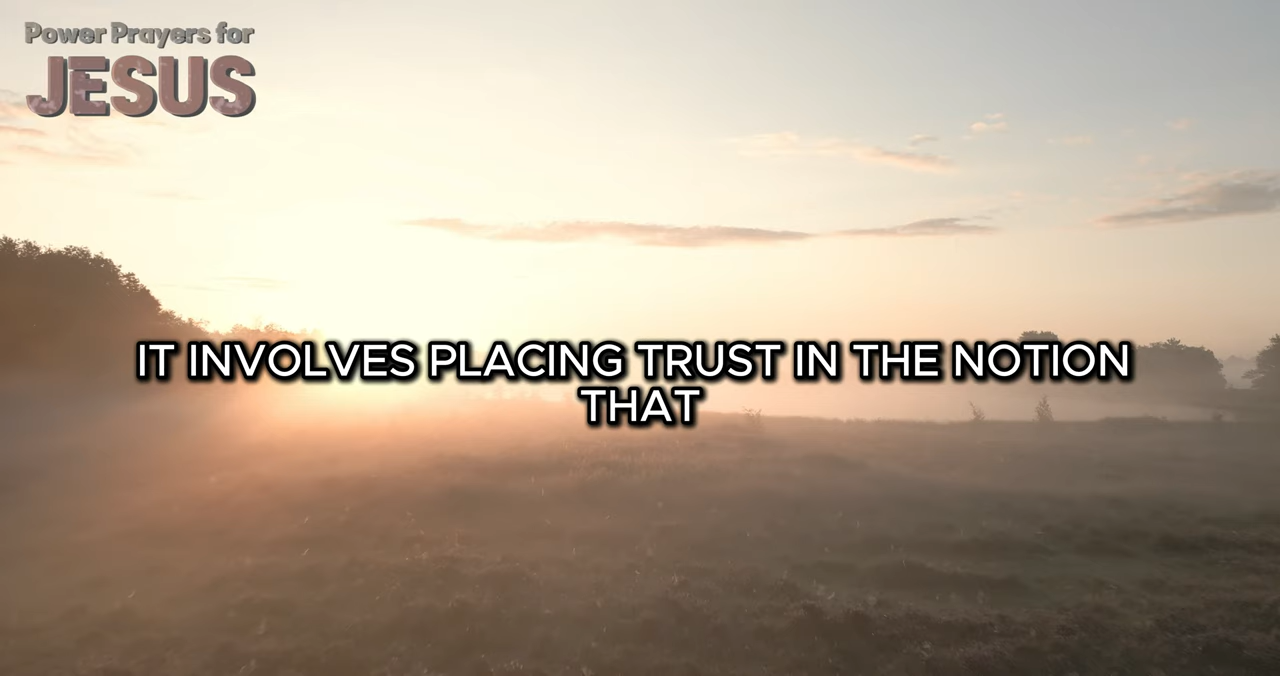 Power Prayers for
JESUS
IT INVOLVES PLACING TRUST IN THE NOTION
THAT